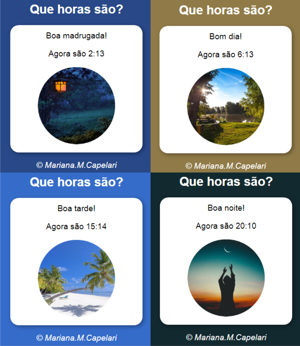 Que horas são?
Boa madrugada!
Agora são 2:13
© Mariana.M.Capelari
Que horas são?
Bom dia!
Agora são 6:13
© Mariana.M.Capelari
Que horas são?
Boa tarde!
Agora são 15:14
© Mariana.M.Capelari
Que horas são?
Boa noite!
Agora são 20:10
© Mariana.M.Capelari